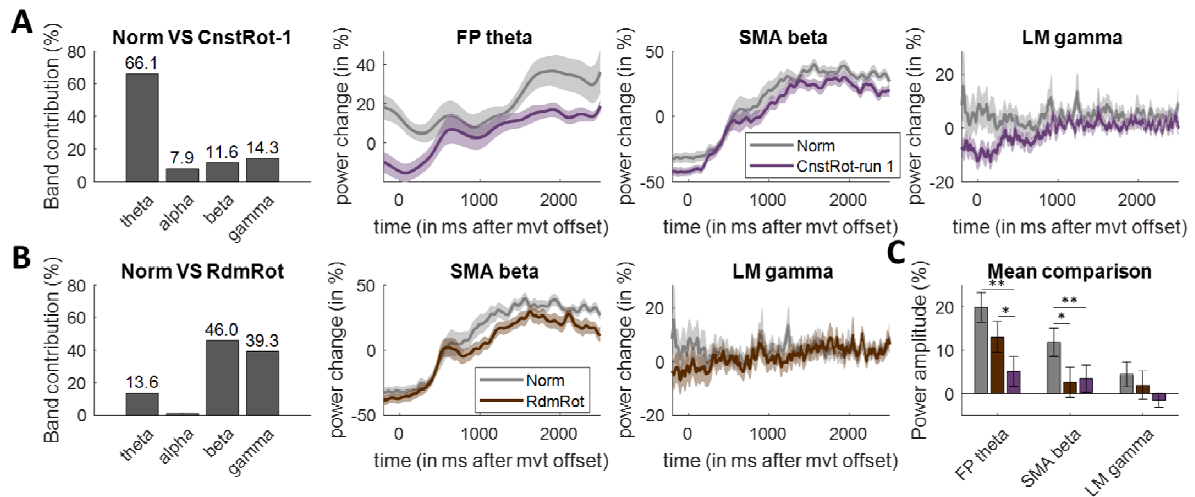 A
Norm VS CnstRot-1
Band contribution (%)
80
60
40
20
0
66.1
7.9
11.6
14.3
theta
alpha
beta
gamma
FP theta
power change (in %)
40
20
0
0
1000
2000
time (in ms after mvt offset)
SMA beta
power change (in %)
50
0
-50
Norm
CnstRot-run 1
0
1000
2000
time (in ms after mvt offset)
LM gamma
power change (in %)
20
0
-20
0
1000
2000
time (in ms after mvt offset)
B
Norm VS RdmRot
Band contribution (%)
80
60
40
20
0
13.6
46.0
39.3
theta
alpha
beta
gamma
SMA beta
power change (in %)
50
0
-50
Norm
RdmRot
0
1000
2000
time (in ms after mvt offset)
LM gamma
power change (in %)
20
0
-20
0
1000
2000
time (in ms after mvt offset)
C
Mean comparison
Power amplitude (%)
20
10
0
**
*
**
*
FP theta
SMA beta
LM gamma